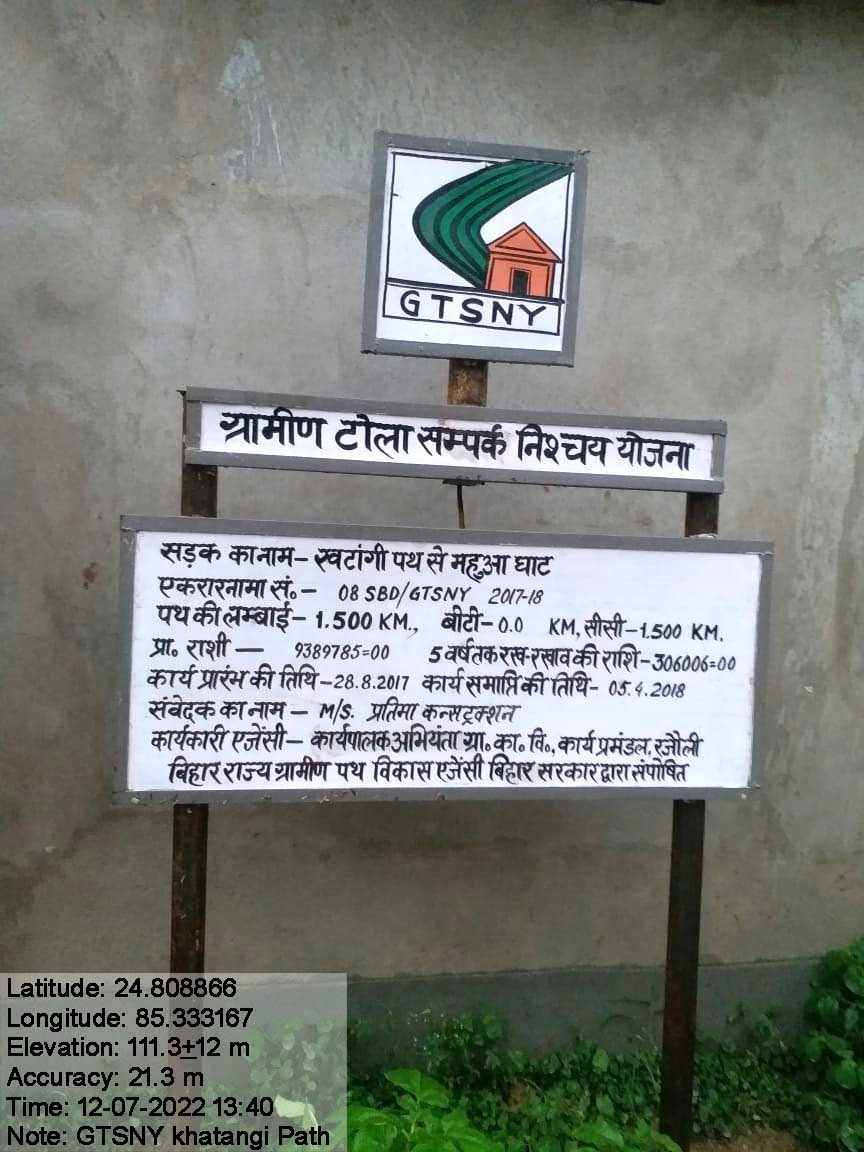 GTSNY
ग्रामीण टोला सम्पर्क निश्चय योजना
सड़क का नाम- खटांगी पथ से महुआ घाट
एकरारनामा सं.- 08 SBD/GTSNY 2017-18
पथ की लम्बाई- 1.500 KM., बीटी- 0.0 KM, सीसी-1.500 KM.
प्रा. राशी — 9389785=00 5 वर्ष तक रख-रखाव की राशि-306006=00
कार्य प्रारंभ की तिथि-28.8.2017 कार्य समाप्ति की तिथि- 05.4.2018
संवेदक का नाम — M/S. प्रतिमा कन्सट्रक्शन
कार्यकारी एजेंसी- कार्यपालक अभियंता ग्रा. का. वि., कार्य प्रमंडल, रजौली
बिहार राज्य ग्रामीण पथ विकास एजेंसी बिहार सरकार द्वारा संपोषित
Latitude: 24.808866
Longitude: 85.333167
Elevation: 111.3±12 m
Accuracy: 21.3 m
Time: 12-07-2022 13:40
Note: GTSNY khatangi Path